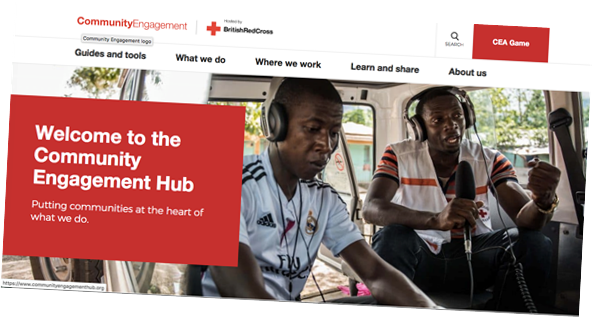 CommunityEngagement
Hosted by
BritishRedCross
Community Engagement logo
SEARCH
CEA Game
Guides and tools
What we do
Where we work
Learn and share
About us
Welcome to the
Community
Engagement Hub
Putting communities at the heart of
what we do.
https://www.communityengagementhub.org